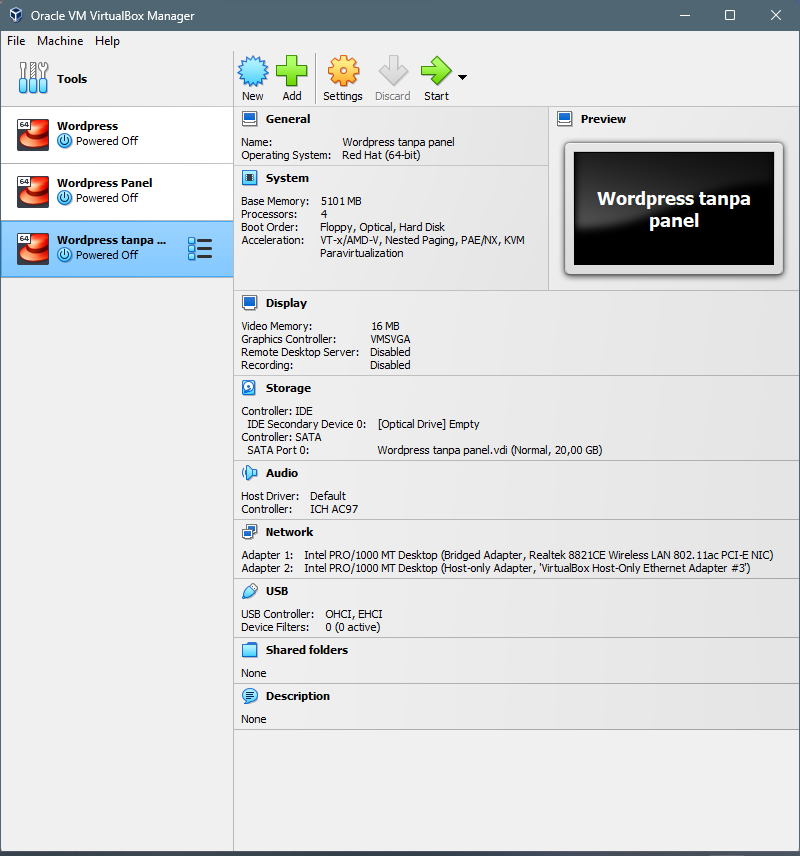 Oracle VM VirtualBox Manager
File Machine Help
Tools
New Add Settings Discard Start
64
Wordpress
Powered Off
64
Wordpress Panel
Powered Off
64
Wordpress tanpa ...
Powered Off
General
Name: Wordpress tanpa panel
Operating System: Red Hat (64-bit)
System
Base Memory: 5101 MB
Processors: 4
Boot Order: Floppy, Optical, Hard Disk
Acceleration: VT-x/AMD-V, Nested Paging, PAE/NX, KVM
Paravirtualization
Preview
Wordpress tanpa
panel
Display
Video Memory: 16 MB
Graphics Controller: VMSVGA
Remote Desktop Server: Disabled
Recording: Disabled
Storage
Controller: IDE
IDE Secondary Device 0: [Optical Drive] Empty
Controller: SATA
SATA Port 0: Wordpress tanpa panel.vdi (Normal, 20,00 GB)
Audio
Host Driver: Default
Controller: ICH AC97
Network
Adapter 1: Intel PRO/1000 MT Desktop (Bridged Adapter, Realtek 8821CE Wireless LAN 802.11ac PCI-E NIC)
Adapter 2: Intel PRO/1000 MT Desktop (Host-only Adapter, 'VirtualBox Host-Only Ethernet Adapter #3')
USB
USB Controller: OHCI, EHCI
Device Filters: 0 (0 active)
Shared folders
None
Description
None